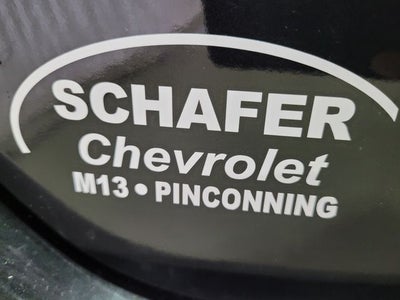 SCHAFER
Chevrolet
M13 • PINCONNING